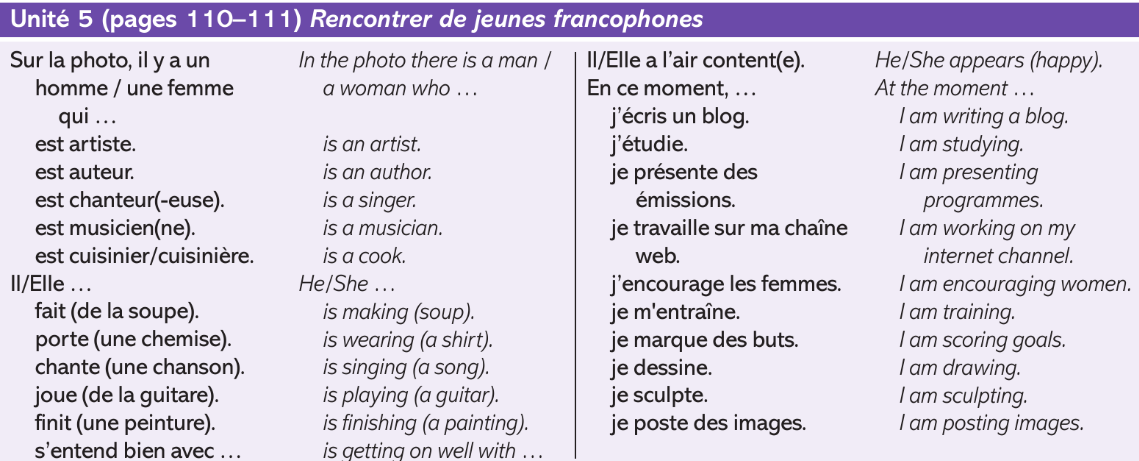 Unité 5 (pages 110–111) Rencontrer de jeunes francophones
Sur la photo, il y a un In the photo there is a man /
homme / une femme a woman who …
qui …
est artiste. is an artist.
est auteur. is an author.
est chanteur(-euse). is a singer.
est musicien(ne). is a musician.
est cuisinier/cuisinière. is a cook.
Il/Elle … He/She …
fait (de la soupe). is making (soup).
porte (une chemise). is wearing (a shirt).
chante (une chanson). is singing (a song).
joue (de la guitare). is playing (a guitar).
finit (une peinture). is finishing (a painting).
s'entend bien avec … is getting on well with …
Il/Elle a l'air content(e). He/She appears (happy).
En ce moment, … At the moment …
j'écris un blog. I am writing a blog.
j'étudie. I am studying.
je présente des I am presenting
émissions. programmes.
je travaille sur ma chaîne I am working on my
web. internet channel.
j'encourage les femmes. I am encouraging women.
je m'entraîne. I am training.
je marque des buts. I am scoring goals.
je dessine. I am drawing.
je sculpte. I am sculpting.
je poste des images. I am posting images.